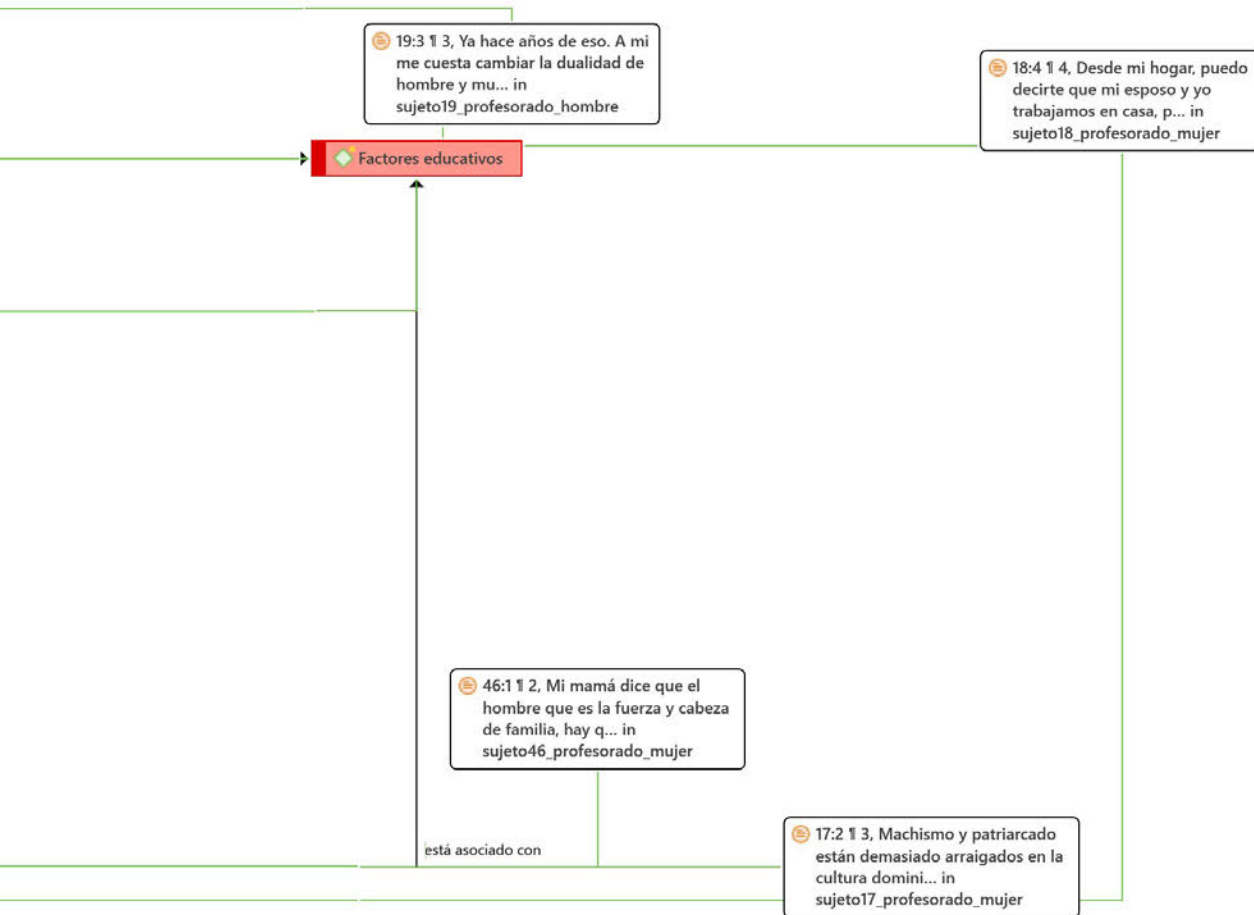 19:3 ¶ 3, Ya hace años de eso. A mi
me cuesta cambiar la dualidad de
hombre y mu... in
sujeto19_profesorado_hombre
18:4 ¶ 4, Desde mi hogar, puedo
decirte que mi esposo y yo
trabajamos en casa, p... in
sujeto18_profesorado_mujer
Factores educativos
46:1 ¶ 2, Mi mamá dice que el
hombre que es la fuerza y cabeza
de familia, hay q... in
sujeto46_profesorado_mujer
está asociado con
17:2 ¶ 3, Machismo y patriarcado
están demasiado arraigados en la
cultura domini... in
sujeto17_profesorado_mujer